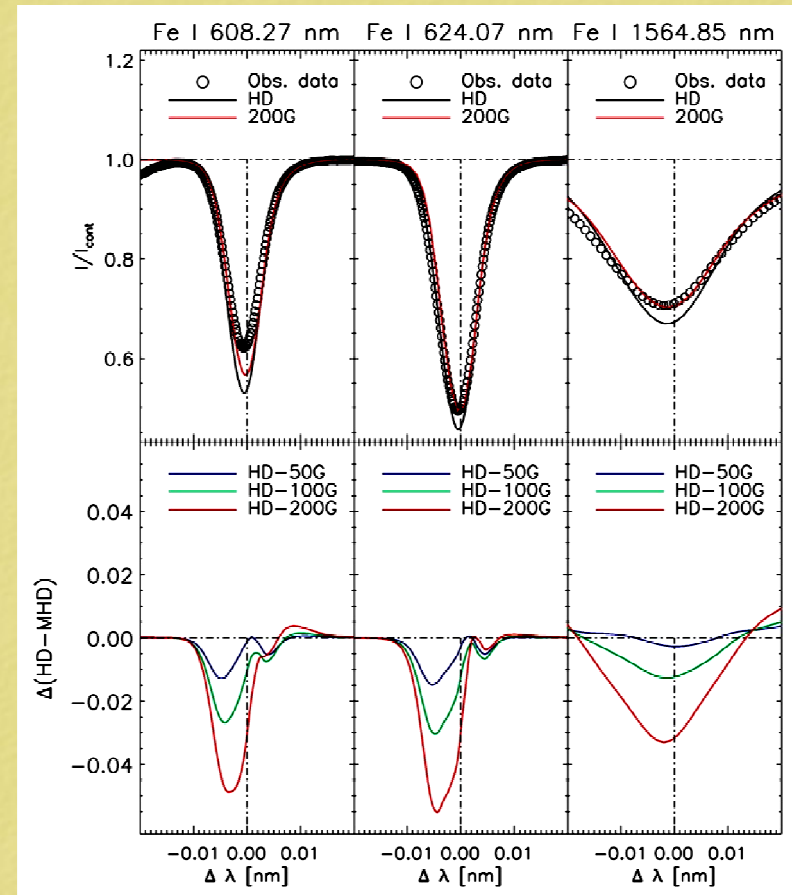 Fe I 608.27 nm Fe I 624.07 nm Fe I 1564.85 nm
1.2
Obs. data Obs. data Obs. data
HD HD HD
200G 200G 200G
1.0
I/Icont
0.8
0.6
HD-50G HD-50G HD-50G
HD-100G HD-100G HD-100G
HD-200G HD-200G HD-200G
0.04
0.02
Δ(HD-MHD)
0.00
-0.02
-0.04
-0.01 0.00 0.01 -0.01 0.00 0.01 -0.01 0.00 0.01
Δ λ [nm] Δ λ [nm] Δ λ [nm]